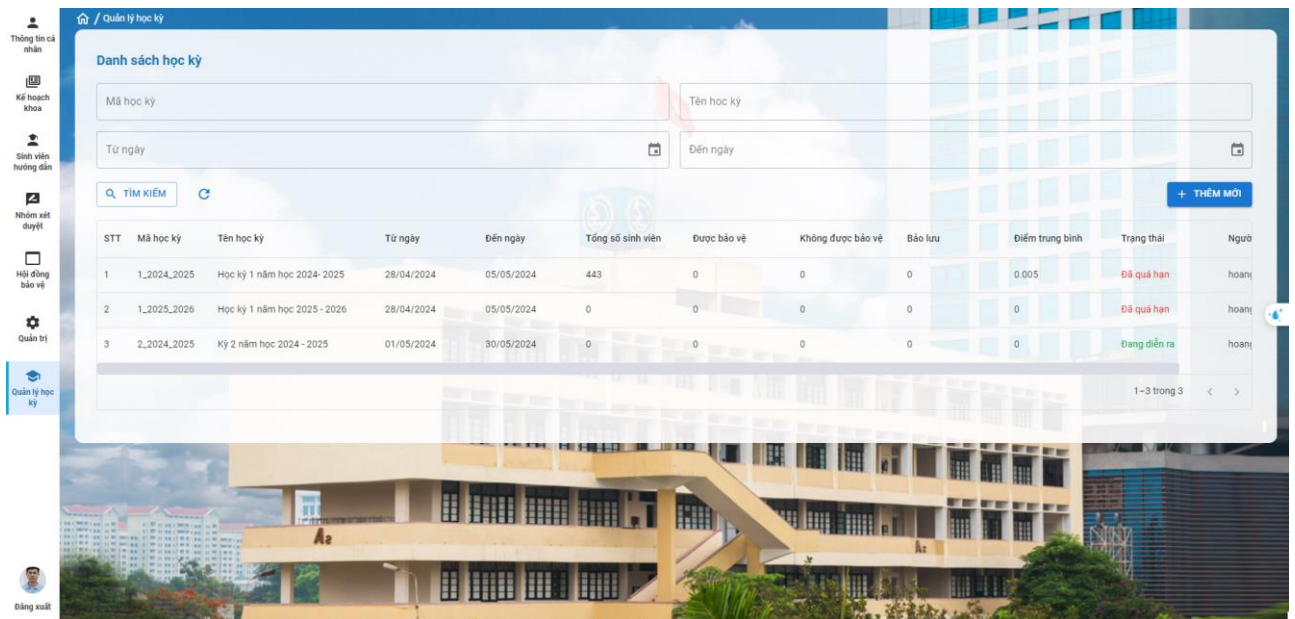 Quản lý học kỳ
Thông tin cá
nhân
Kế hoạch
khoa
Sinh viên
hướng dẫn
Nhóm xét
duyệt
Hội đồng
bảo vệ
Quản trị
Quản lý học
kỳ
Đăng xuất
Danh sách học kỳ
Mã học kỳ
Tên hoc kỳ
Từ ngày
Đến ngày
TÌM KIẾM
+ THÊM MỚI
STT Mã học kỳ Tên học kỳ Từ ngày Đến ngày Tổng số sinh viên Được bảo vệ Không được bảo vệ Bảo lưu Điểm trung bình Trạng thái Ngườ
1 1_2024_2025 Học kỳ 1 năm học 2024- 2025 28/04/2024 05/05/2024 443 0 0 0 0.005 Đã quá hạn hoang
2 1_2025_2026 Học kỳ 1 năm học 2025 - 2026 28/04/2024 05/05/2024 0 0 0 0 0 Đã quá hạn hoang
3 2_2024_2025 Kỳ 2 năm học 2024 - 2025 01/05/2024 30/05/2024 0 0 0 0 0 Đang diễn ra hoang
1–3 trong 3
A2
A2